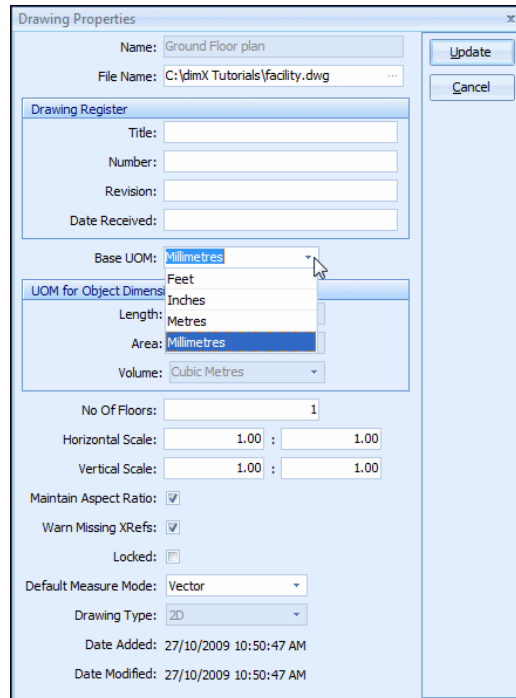 Drawing Properties x
Name: Ground Floor plan
Update
File Name: C:\dimX Tutorials\facility.dwg ...
Cancel
Drawing Register
Title:
Number:
Revision:
Date Received:
Base UOM: Millimetres
Feet
UOM for Object Dimensi
Inches
Length:
Metres
Area: Millimetres
Volume: Cubic Metres
No Of Floors: 1
Horizontal Scale: 1.00 : 1.00
Vertical Scale: 1.00 : 1.00
Maintain Aspect Ratio:
Warn Missing XRefs:
Locked:
Default Measure Mode: Vector
Drawing Type: 2D
Date Added: 27/10/2009 10:50:47 AM
Date Modified: 27/10/2009 10:50:47 AM